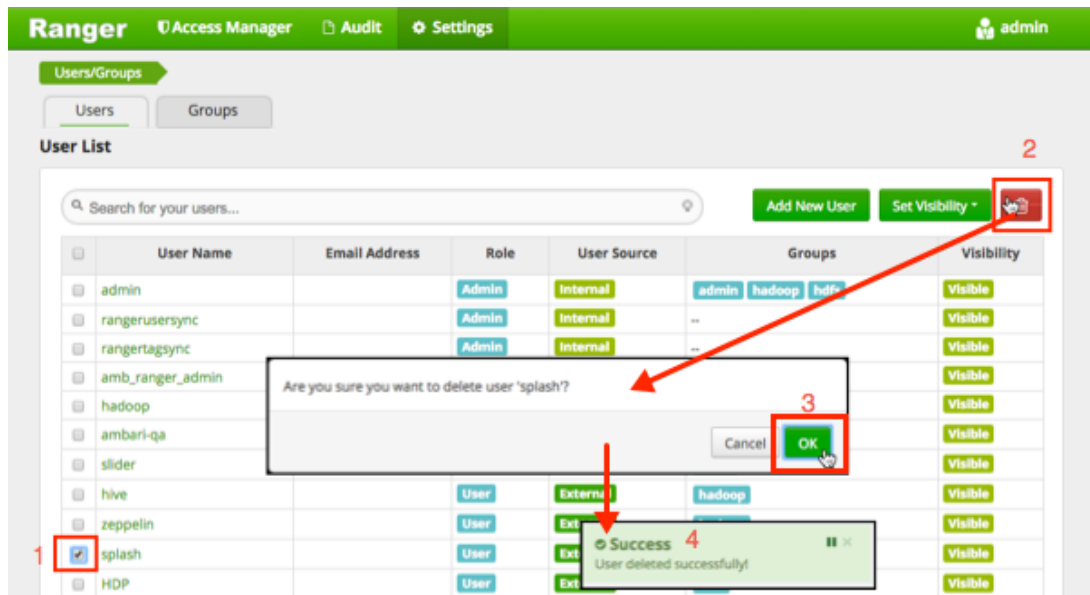 Ranger Access Manager Audit Settings admin
Users/Groups
Users Groups
User List
2
Search for your users...
Add New User Set Visibility
User Name Email Address Role User Source Groups Visibility
admin Admin Internal admin hadoop hdfs Visible
rangerusersync Admin Internal -- Visible
rangertagsync Admin Internal -- Visible
amb_ranger_admin Visible
Are you sure you want to delete user 'splash'?
hadoop Visible
3
ambari-qa Visible
Cancel OK
slider Visible
hive User External hadoop Visible
zeppelin User Visible
Success 4
1 splash User Visible
User deleted successfully!
HDP User Visible